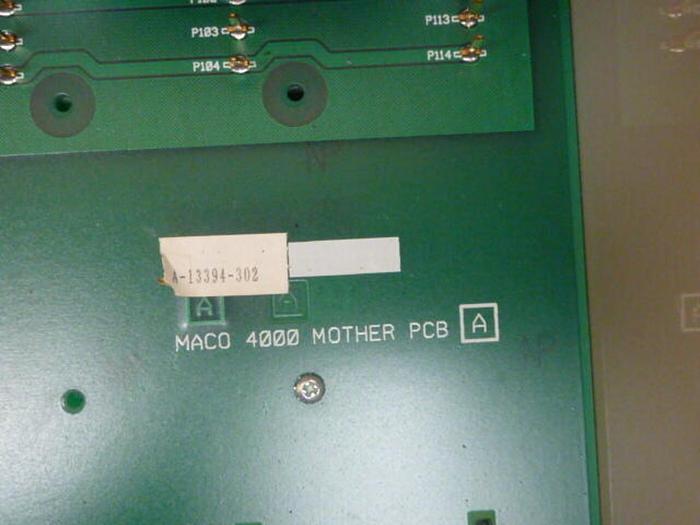 P103
P113
P104
P114
A-13394-302
A
MACO 4000 MOTHER PCB A